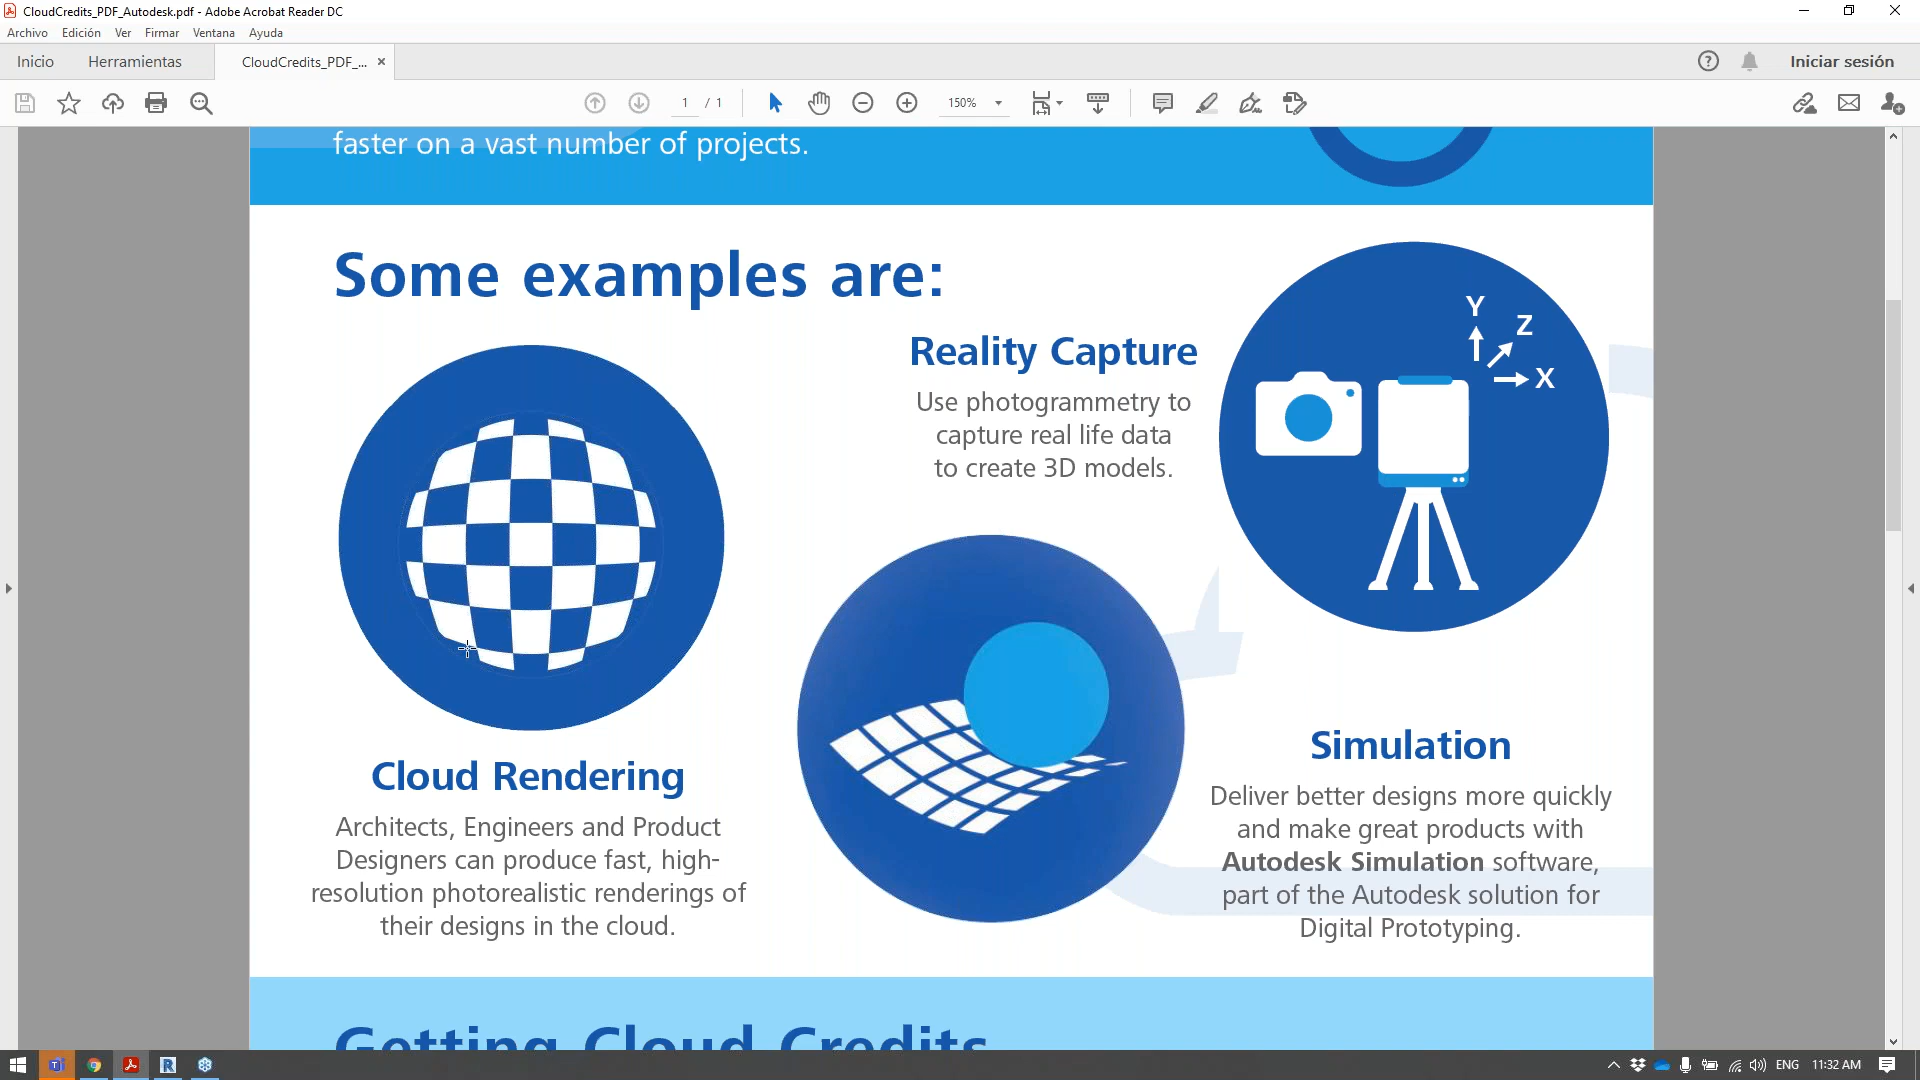 CloudCredits_PDF_Autodesk.pdf - Adobe Acrobat Reader DC
Archivo Edición Ver Firmar Ventana Ayuda
Inicio Herramientas CloudCredits_PDF_... × Iniciar sesión
1 / 1 150%
faster on a vast number of projects.
Some examples are:
Y
Z
X
Reality Capture
Use photogrammetry to
capture real life data
to create 3D models.
Cloud Rendering
Architects, Engineers and Product
Designers can produce fast, high-
resolution photorealistic renderings of
their designs in the cloud.
Simulation
Deliver better designs more quickly
and make great products with
Autodesk Simulation software,
part of the Autodesk solution for
Digital Prototyping.
Getting Cloud Credits
ENG 11:32 AM